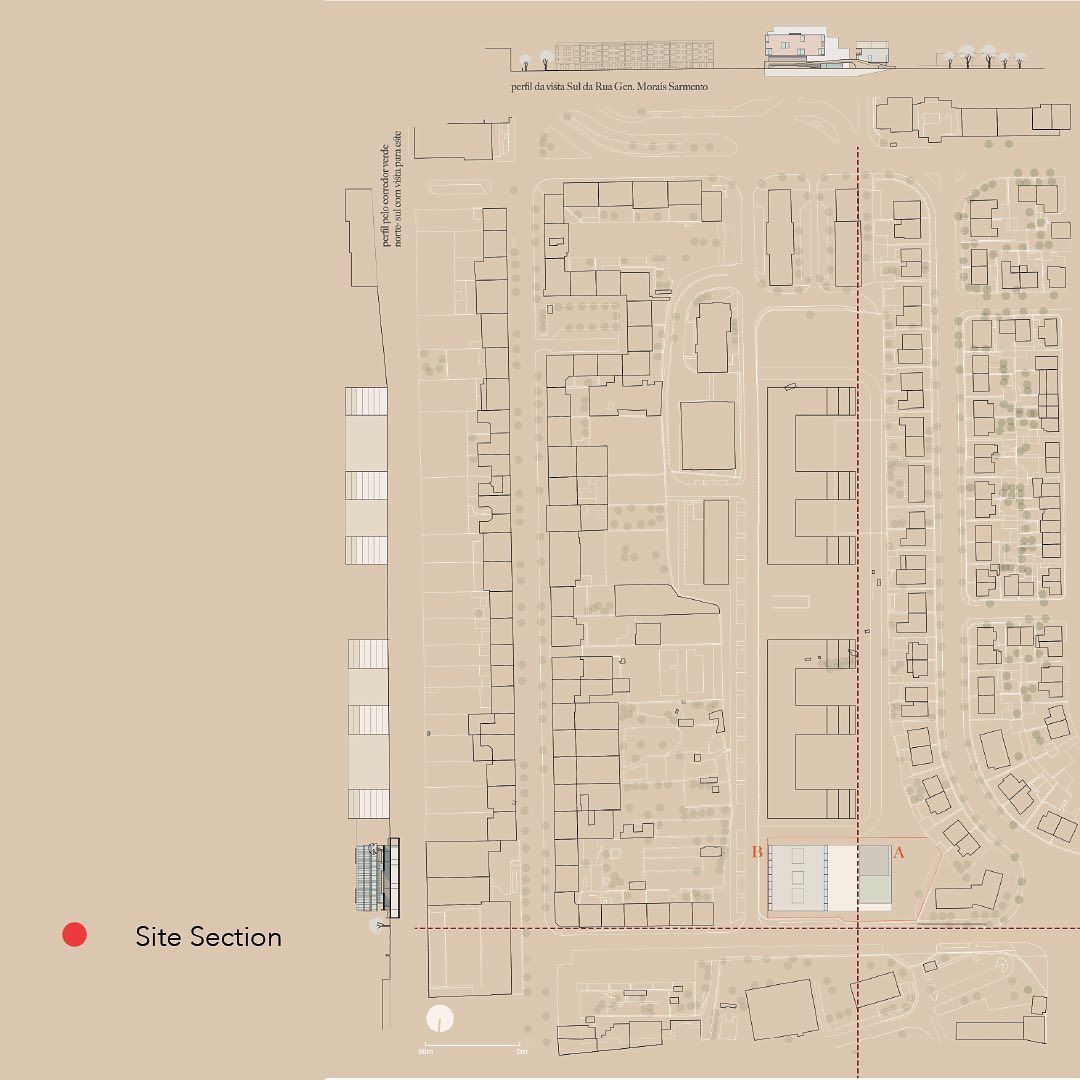 perfil da vista Sul da Rua Gen. Morais Sarmento
perfil pelo corredor verde
norte- sul com vista para este
B
A
Site Section
60m
0m